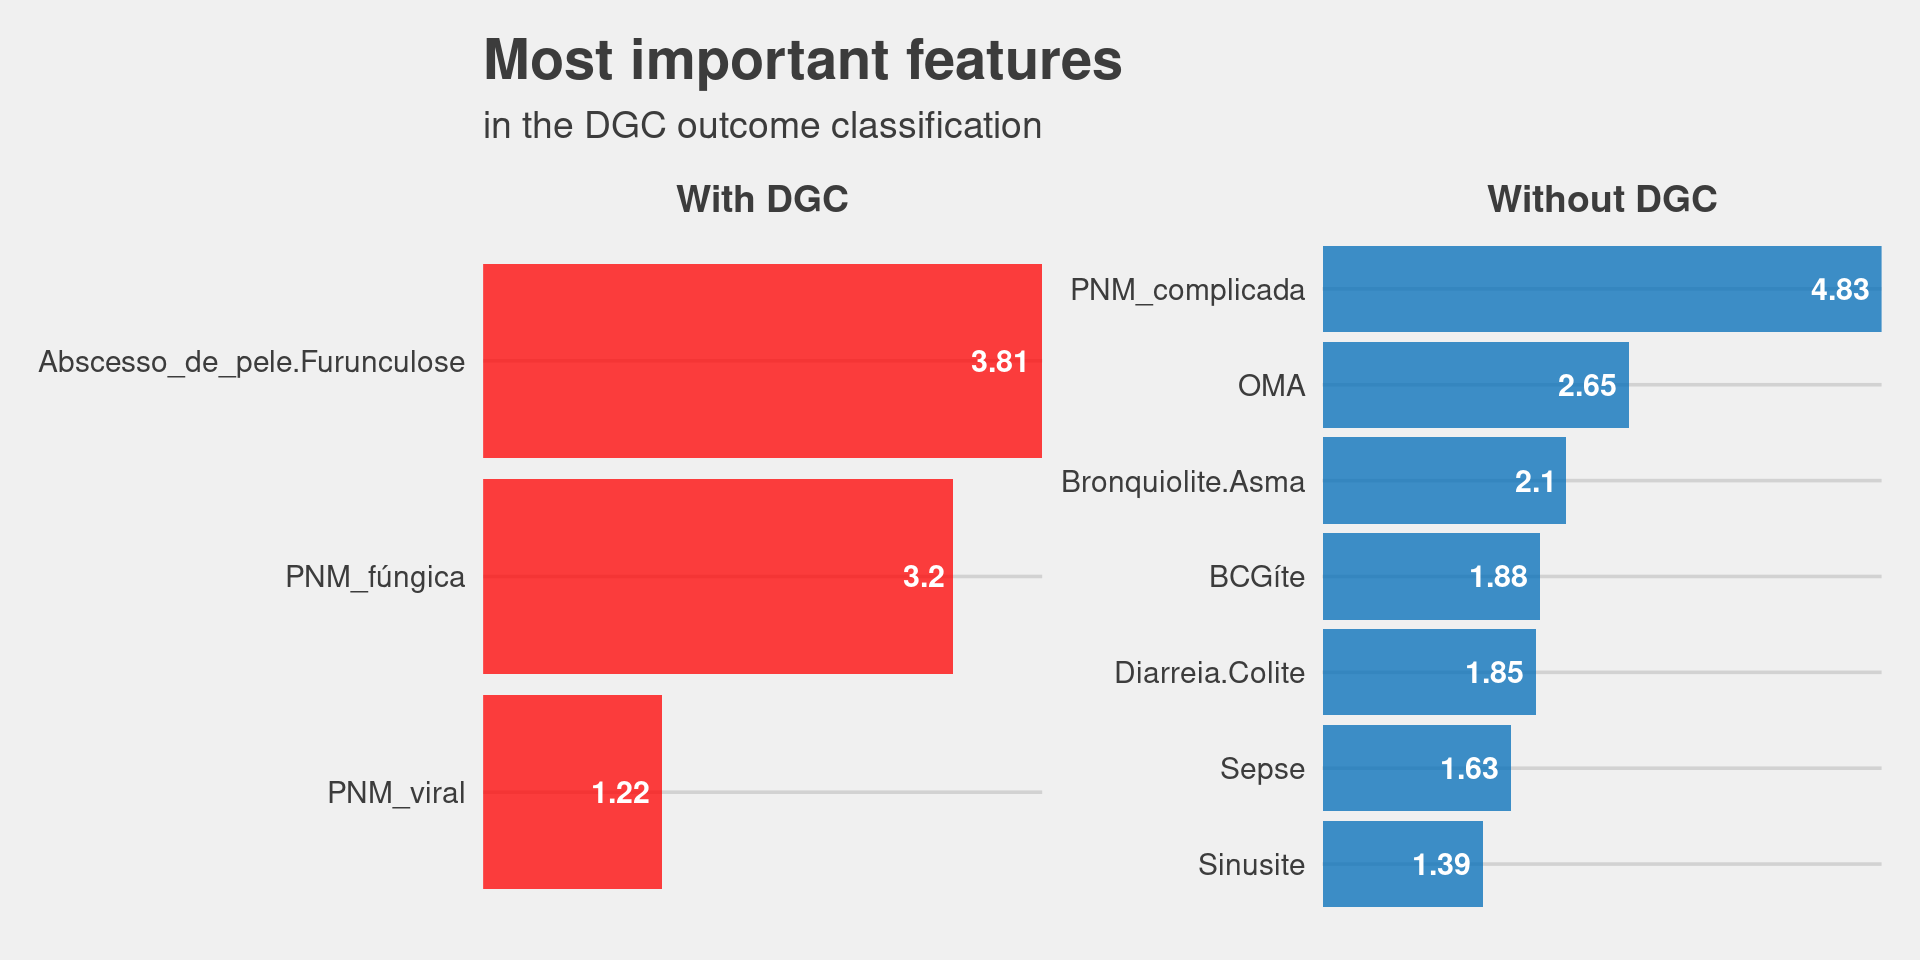 Most important features
in the DGC outcome classification
With DGC
Abscesso_de_pele.Furunculose
3.81
PNM_fúngica
3.2
PNM_viral
1.22
Without DGC
PNM_complicada
4.83
OMA
2.65
Bronquiolite.Asma
2.1
BCGíte
1.88
Diarreia.Colite
1.85
Sepse
1.63
Sinusite
1.39